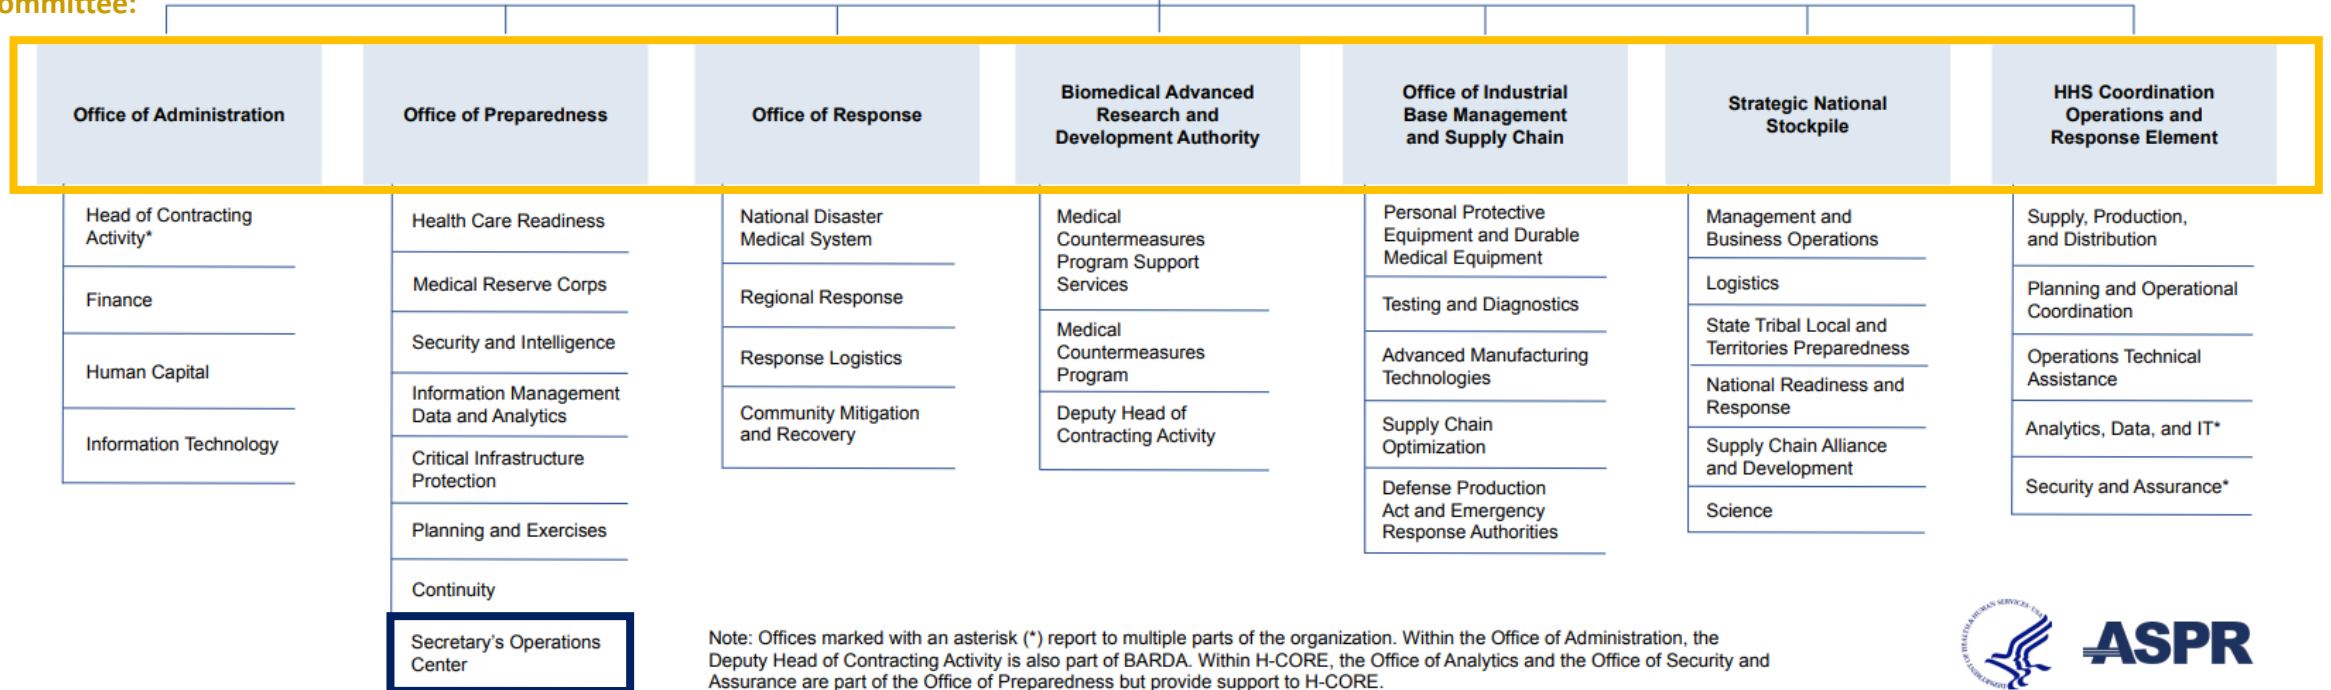 ommittee:
Office of Administration
Office of Preparedness
Office of Response
Biomedical Advanced
Research and
Development Authority
Office of Industrial
Base Management
and Supply Chain
Strategic National
Stockpile
HHS Coordination
Operations and
Response Element
Head of Contracting
Activity*
Finance
Human Capital
Information Technology
Health Care Readiness
Medical Reserve Corps
Security and Intelligence
Information Management
Data and Analytics
Critical Infrastructure
Protection
Planning and Exercises
Continuity
Secretary's Operations
Center
National Disaster
Medical System
Regional Response
Response Logistics
Community Mitigation
and Recovery
Medical
Countermeasures
Program Support
Services
Medical
Countermeasures
Program
Deputy Head of
Contracting Activity
Personal Protective
Equipment and Durable
Medical Equipment
Testing and Diagnostics
Advanced Manufacturing
Technologies
Supply Chain
Optimization
Defense Production
Act and Emergency
Response Authorities
Management and
Business Operations
Logistics
State Tribal Local and
Territories Preparedness
National Readiness and
Response
Supply Chain Alliance
and Development
Science
Supply, Production,
and Distribution
Planning and Operational
Coordination
Operations Technical
Assistance
Analytics, Data, and IT*
Security and Assurance*
Note: Offices marked with an asterisk (*) report to multiple parts of the organization. Within the Office of Administration, the
Deputy Head of Contracting Activity is also part of BARDA. Within H-CORE, the Office of Analytics and the Office of Security and
Assurance are part of the Office of Preparedness but provide support to H-CORE.
ASPR